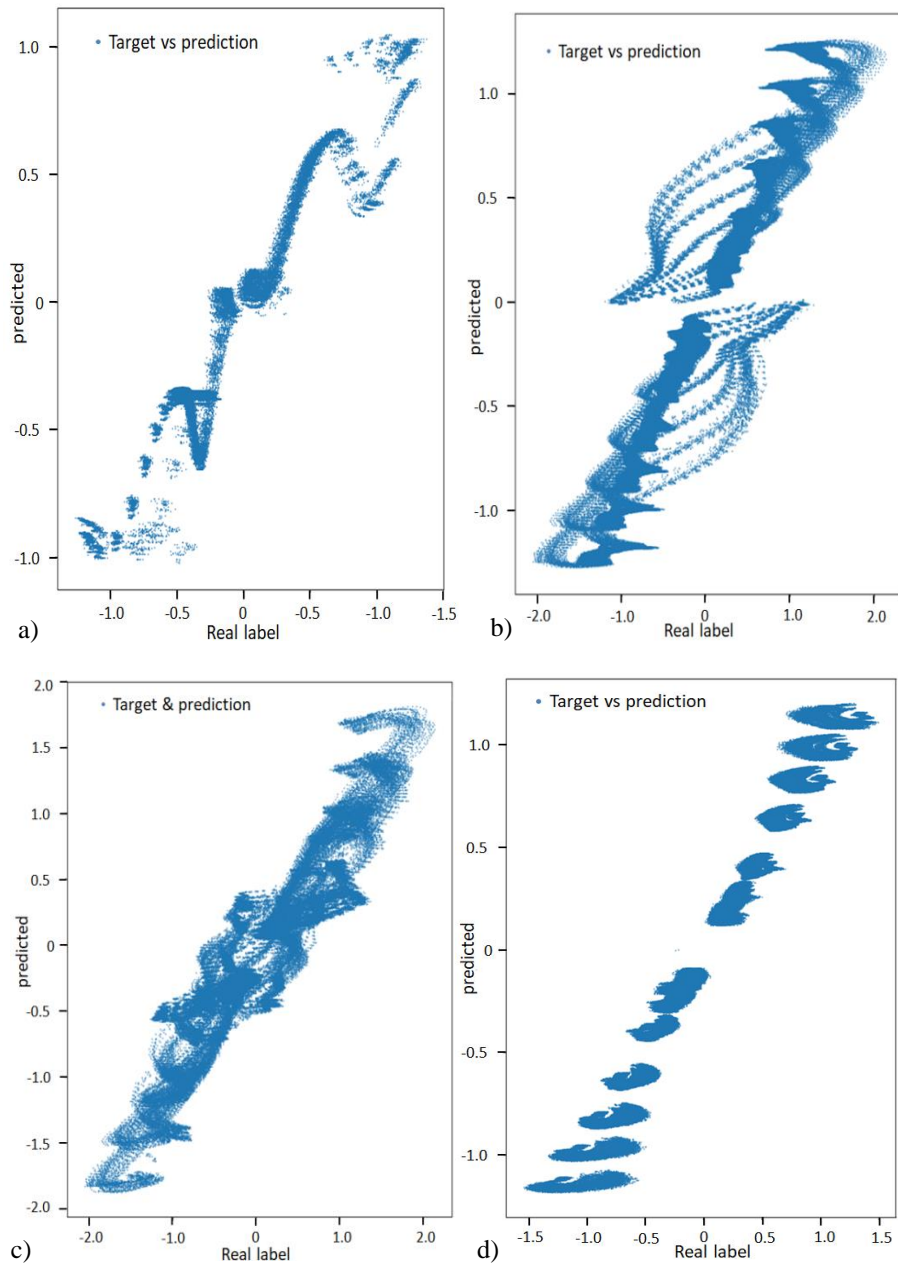 Target vs prediction
1.0
0.5
0
-0.5
-1.0
predicted
-1.0 -0.5 0 -0.5 -1.0 -1.5
Real label
a)
Target vs prediction
1.0
0.5
0
-0.5
-1.0
predicted
-2.0 -1.0 0 1.0 2.0
Real label
b)
Target & prediction
2.0
1.5
1.0
0.5
0
-0.5
-1.0
-1.5
-2.0
predicted
-2.0 -1.0 0 1.0 2.0
Real label
c)
Target vs prediction
1.0
0.5
0
-0.5
-1.0
predicted
-1.5 -1.0 -0.5 0 0.5 1.0 1.5
Real label
d)